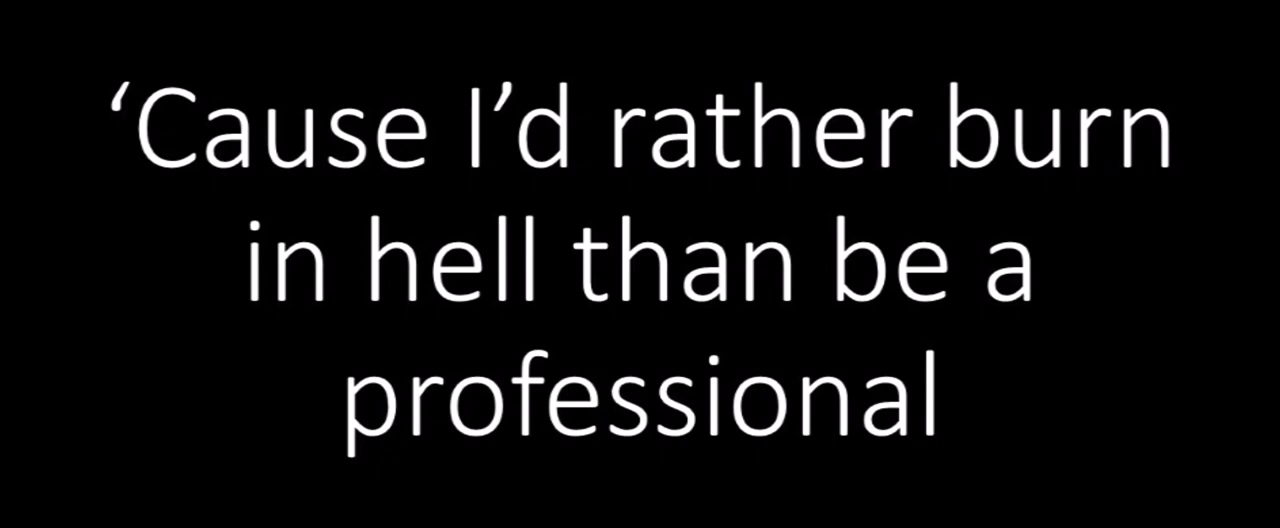 ‘Cause I’d rather burn
in hell than be a
professional